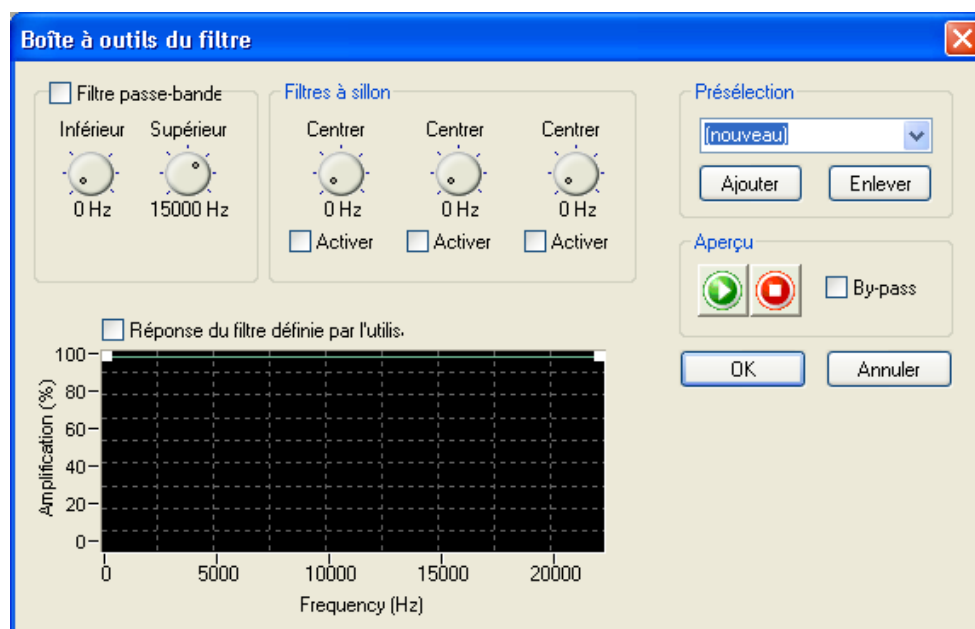 Boîte à outils du filtre
Filtre passe-bande
Inférieur Supérieur
0 Hz 15000 Hz
Filtres à sillon
Centrer Centrer Centrer
0 Hz 0 Hz 0 Hz
Activer Activer Activer
Présélection
(nouveau)
Ajouter Enlever
Aperçu
By-pass
OK Annuler
Réponse du filtre définie par l'utilis
Amplification (%)
100
80
60
40
20
0
0 5000 10000 15000 20000
Frequency (Hz)